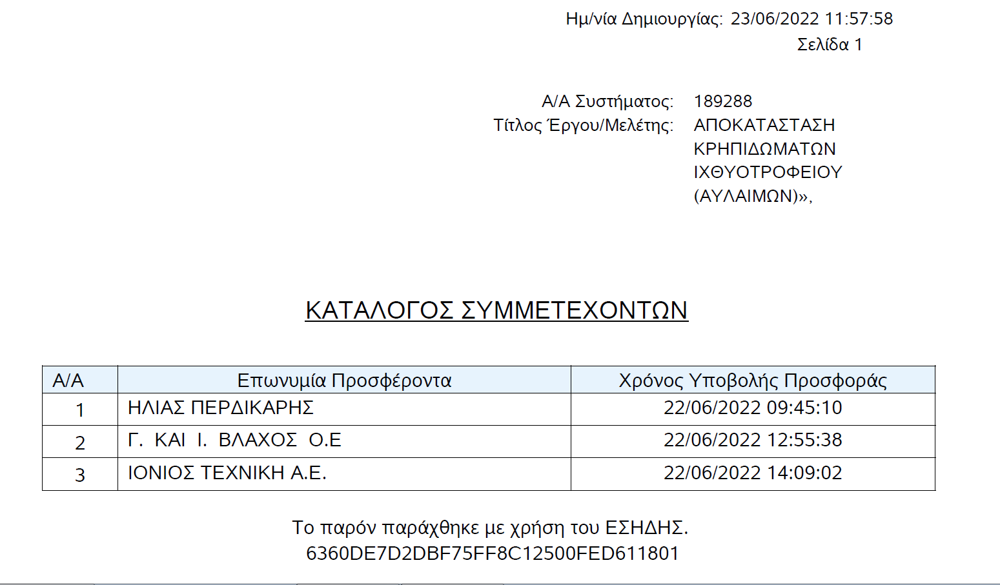 Ημ/νία Δημιουργίας: 23/06/2022 11:57:58
Σελίδα 1
Α/Α Συστήματος: 189288
Τίτλος Έργου/Μελέτης: ΑΠΟΚΑΤΑΣΤΑΣΗ
ΚΡΗΠΙΔΩΜΑΤΩΝ
ΙΧΘΥΟΤΡΟΦΕΙΟΥ
(ΑΥΛΑΙΜΩΝ)»,
ΚΑΤΑΛΟΓΟΣ ΣΥΜΜΕΤΕΧΟΝΤΩΝ
Α/Α Επωνυμία Προσφέροντα Χρόνος Υποβολής Προσφοράς
1 ΗΛΙΑΣ ΠΕΡΔΙΚΑΡΗΣ 22/06/2022 09:45:10
2 Γ. ΚΑΙ Ι. ΒΛΑΧΟΣ Ο.Ε 22/06/2022 12:55:38
3 ΙΟΝΙΟΣ ΤΕΧΝΙΚΗ Α.Ε. 22/06/2022 14:09:02
Το παρόν παράχθηκε με χρήση του ΕΣΗΔΗΣ.
6360DE7D2DBF75FF8C12500FED611801